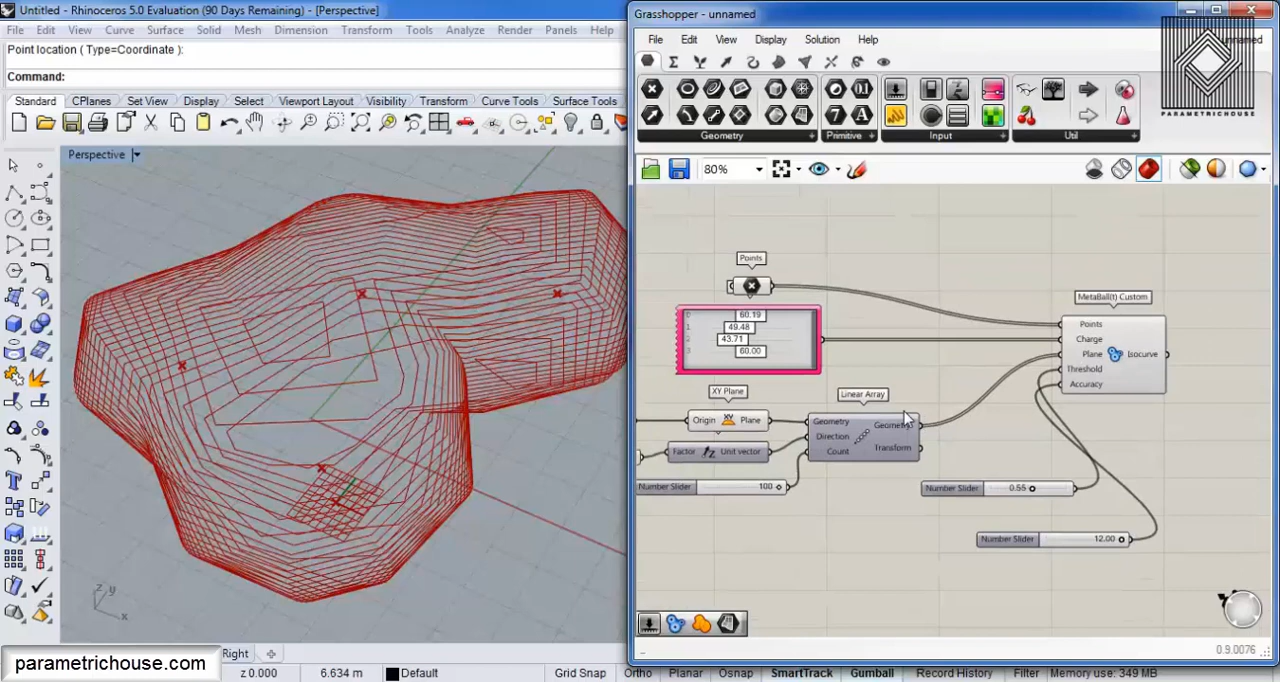 Untitled - Rhinoceros 5.0 Evaluation (90 Days Remaining) - [Perspective]
File Edit View Curve Surface Solid Mesh Dimension Transform Tools Analyze Render Panels Help
Point location ( Type=Coordinate ):
Command:
Standard CPlanes Set View Display Select Viewport Layout Visibility Transform Curve Tools Surface Tools
Perspective
z y
x
Right
parametrichouse.com
z 0.000 6.634 m Default Grid Snap Ortho Planar Osnap SmartTrack Gumball Record History Filter Memory use: 349 MB
Grasshopper - unnamed
File Edit View Display Solution Help
unnamed
PARAMETRICHOUSE
Geometry Primitive Input Util
80%
Points
0 60.19
1 49.48
2 43.71
3 60.00
MetaBall(t) Custom
Points
Charge
Plane Isocurve
Threshold
Accuracy
XY Plane
Origin XY Plane
Linear Array
Geometry Geometry
Direction
Count Transform
Factor Z Unit vector
Number Slider 100
Number Slider 0.55
Number Slider 12.00
0.9.0076